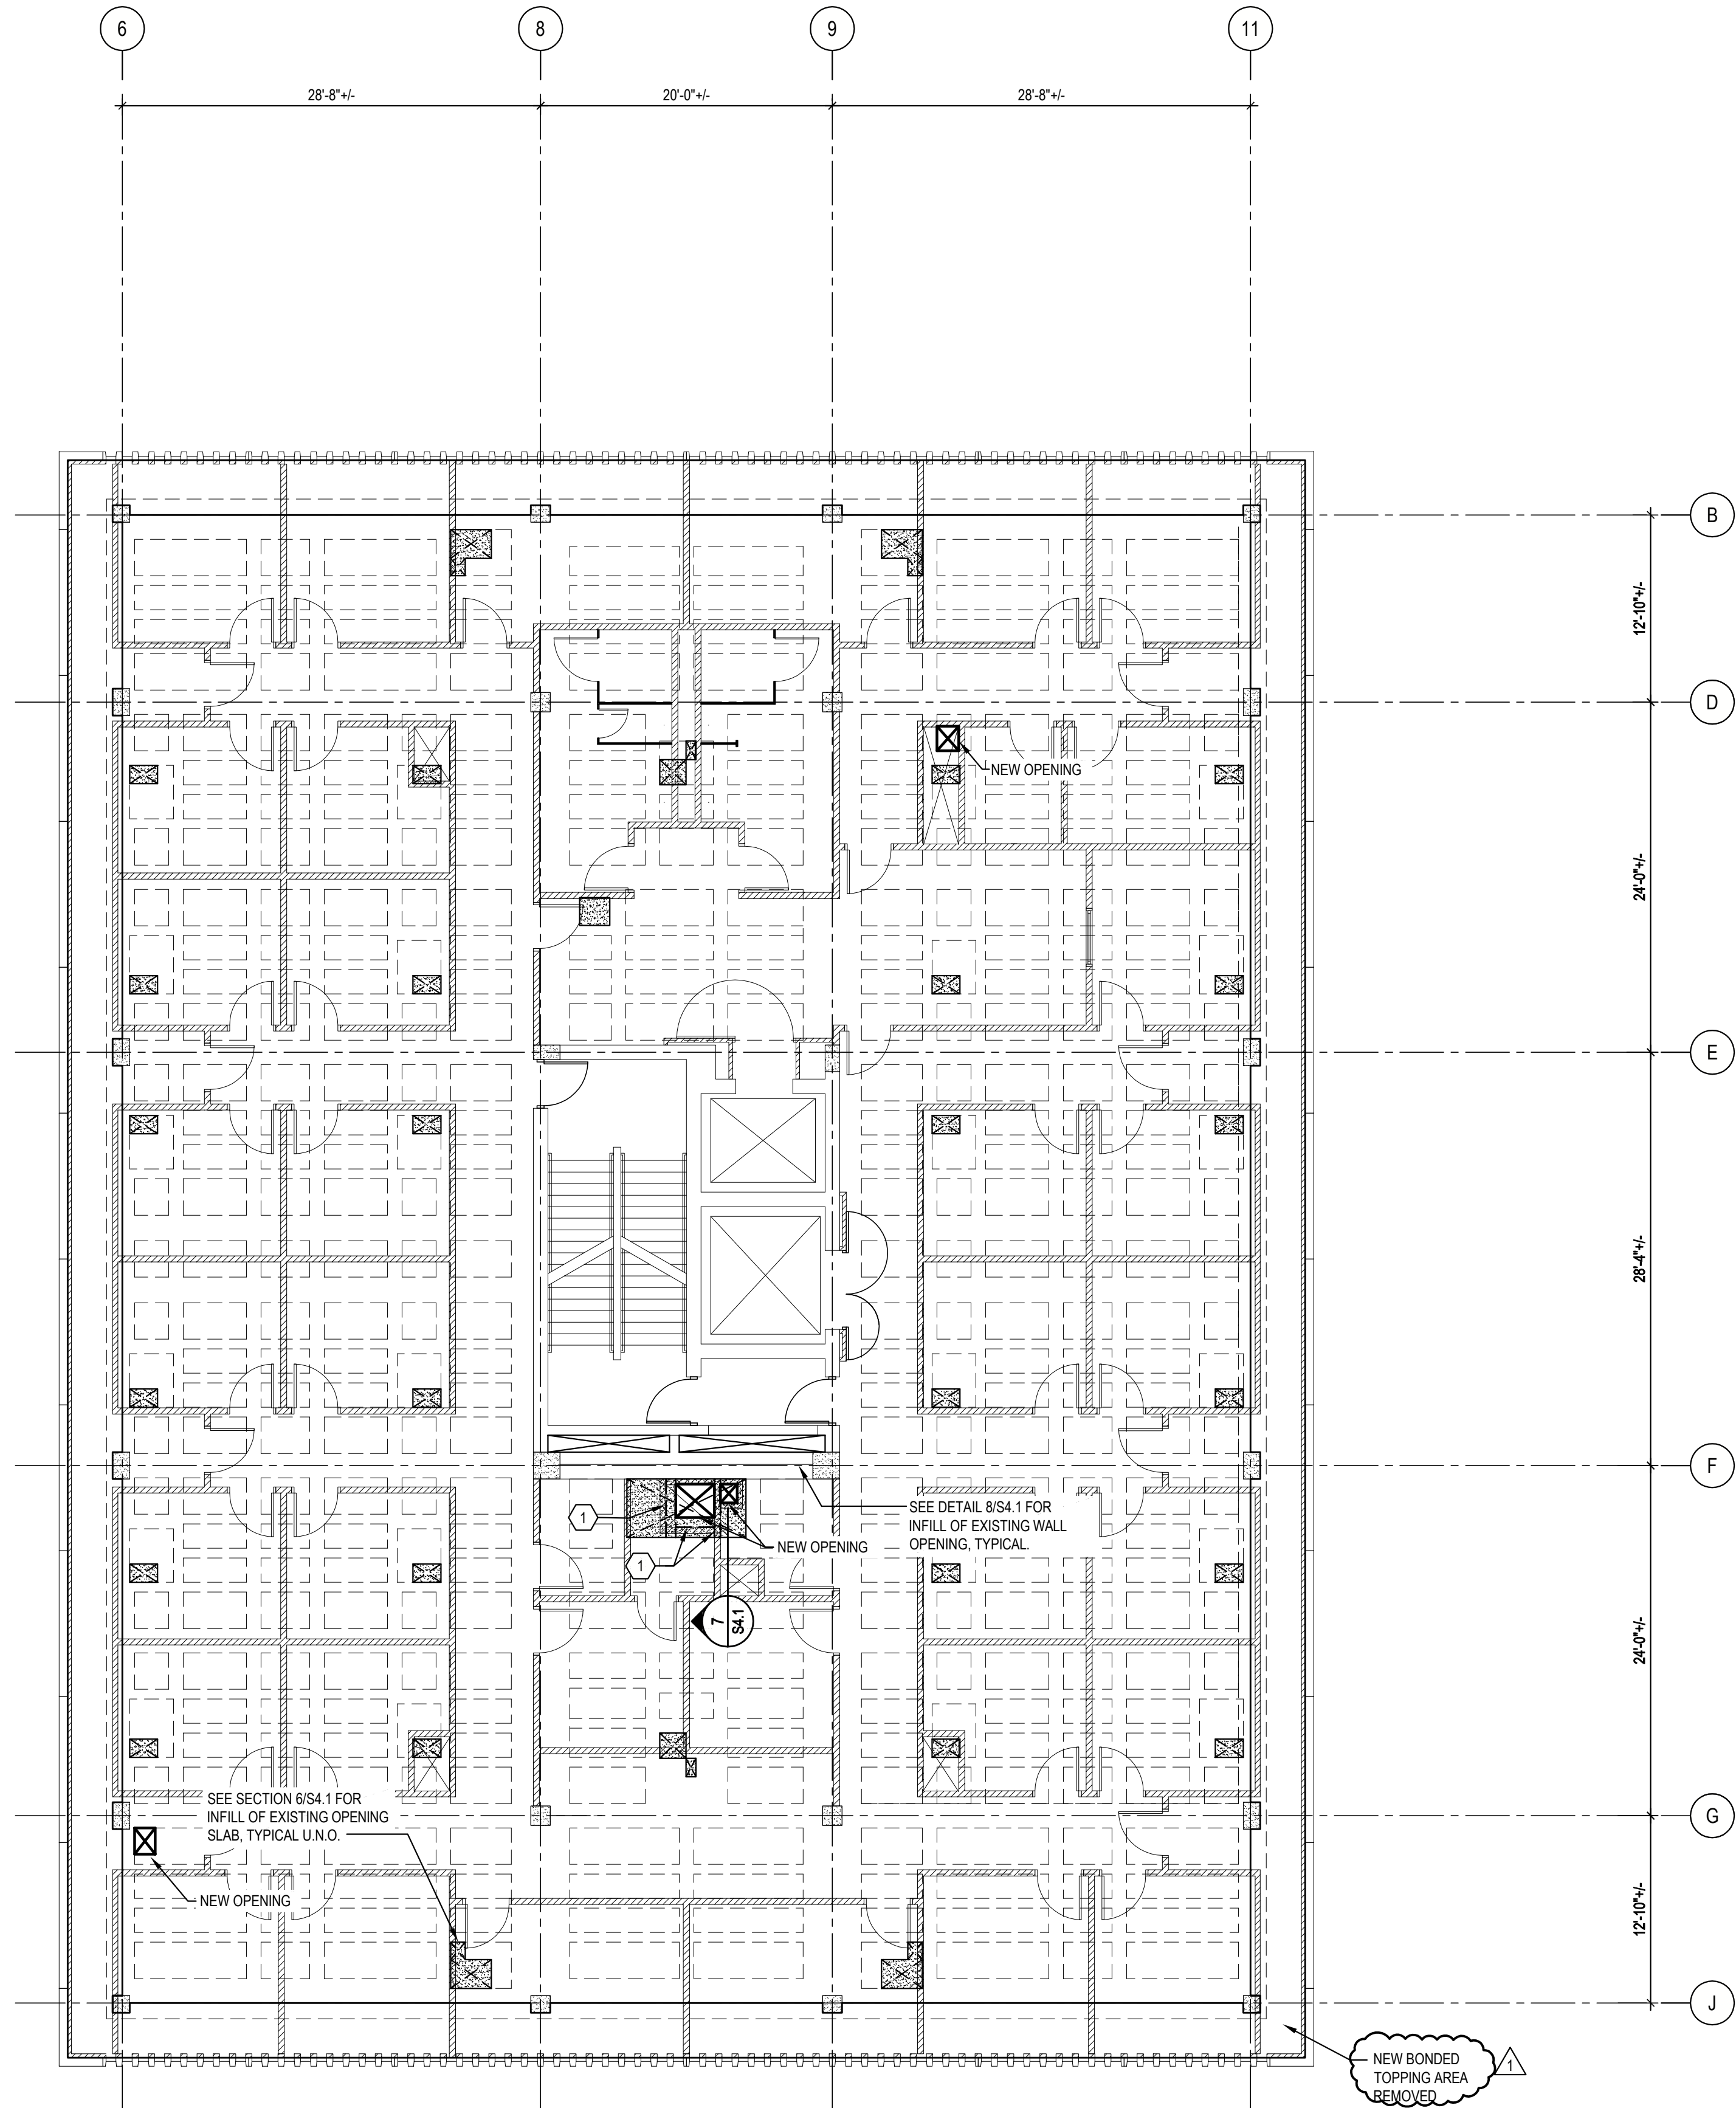 6
8
9
11
28'-8"+/-
20'-0"+/-
28'-8"+/-
B
12'-10"+/-
D
NEW OPENING
24'-0"+/-
E
28'-4"+/-
F
SEE DETAIL 8/S4.1 FOR
INFILL OF EXISTING WALL
OPENING, TYPICAL.
1
NEW OPENING
1
7
S4.1
24'-0"+/-
SEE SECTION 6/S4.1 FOR
INFILL OF EXISTING OPENING
SLAB, TYPICAL U.N.O.
G
NEW OPENING
12'-10"+/-
J
NEW BONDED
TOPPING AREA
REMOVED
1